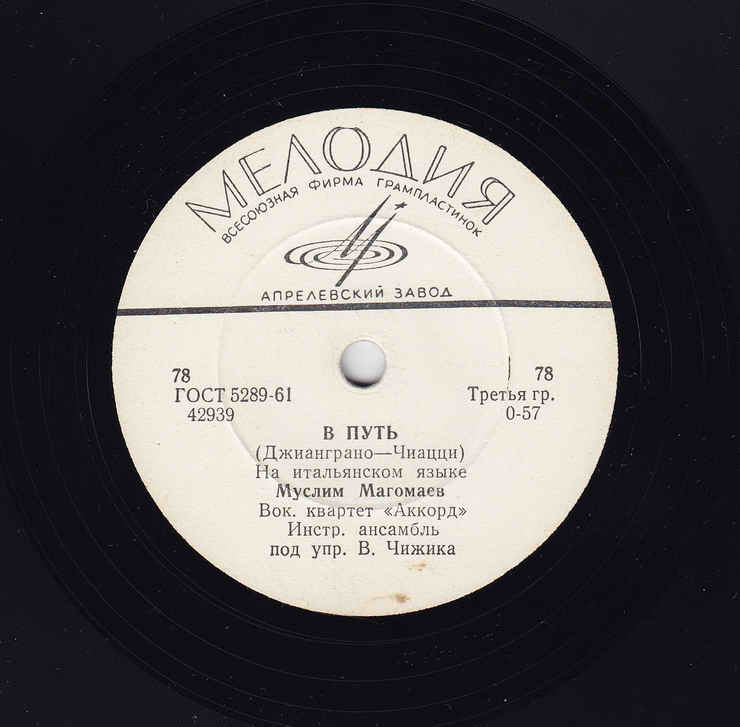 МЕЛОДИЯ
ВСЕСОЮЗНАЯ ФИРМА ГРАМПЛАСТИНОК
АПРЕЛЕВСКИЙ ЗАВОД
78
ГОСТ 5289-61
42939
78
Третья гр.
0-57
В ПУТЬ
(Джианграно—Чиацци)
На итальянском языке
Муслим Магомаев
Вок. квартет «Аккорд»
Инстр. ансамбль
под упр. В. Чижика